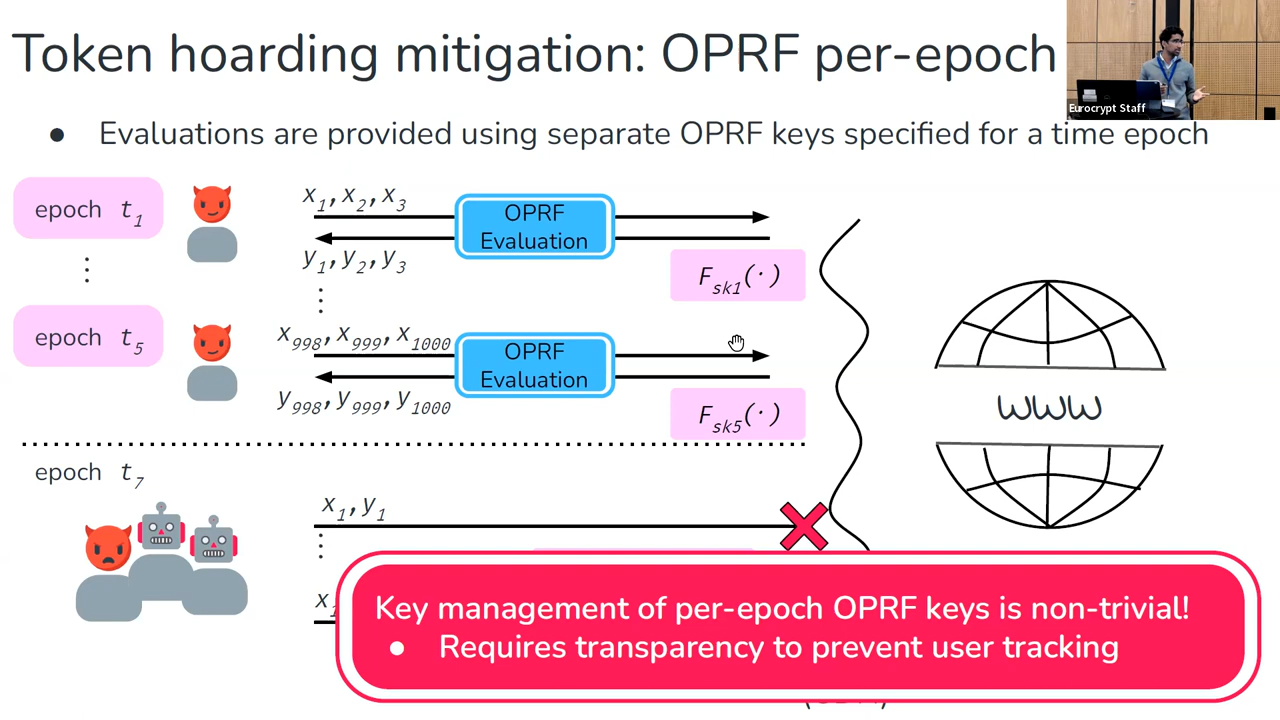 Token hoarding mitigation: OPRF per-epoch
Eurocrypt Staff
● Evaluations are provided using separate OPRF keys specified for a time epoch
epoch t₁
x₁,x₂,x₃
OPRF
Evaluation
y₁,y₂,y₃
F_sk1(·)
epoch t₅
x₉₉₈,x₉₉₉,x₁₀₀₀
OPRF
Evaluation
y₉₉₈,y₉₉₉,y₁₀₀₀
F_sk5(·)
WWW
epoch t₇
x₁,y₁
Key management of per-epoch OPRF keys is non-trivial!
● Requires transparency to prevent user tracking